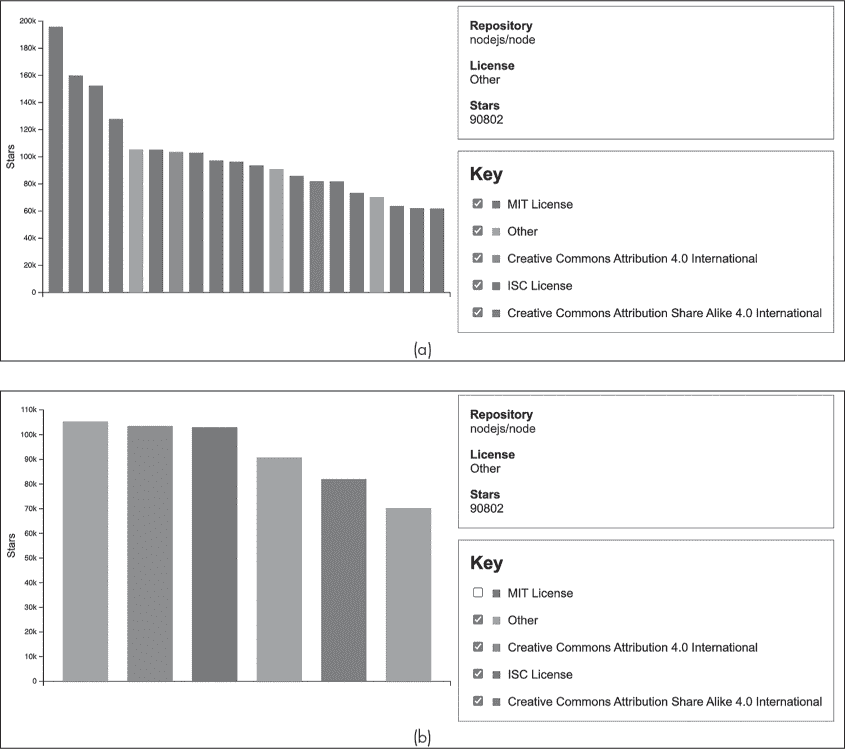 200k
180k
160k
140k
120k
100k
80k
60k
40k
20k
0
Stars
Repository
nodejs/node
License
Other
Stars
90802
Key
MIT License
Other
Creative Commons Attribution 4.0 International
ISC License
Creative Commons Attribution Share Alike 4.0 International
(a)
110k
100k
90k
80k
70k
60k
50k
40k
30k
20k
10k
0
Stars
Repository
nodejs/node
License
Other
Stars
90802
Key
MIT License
Other
Creative Commons Attribution 4.0 International
ISC License
Creative Commons Attribution Share Alike 4.0 International
(b)